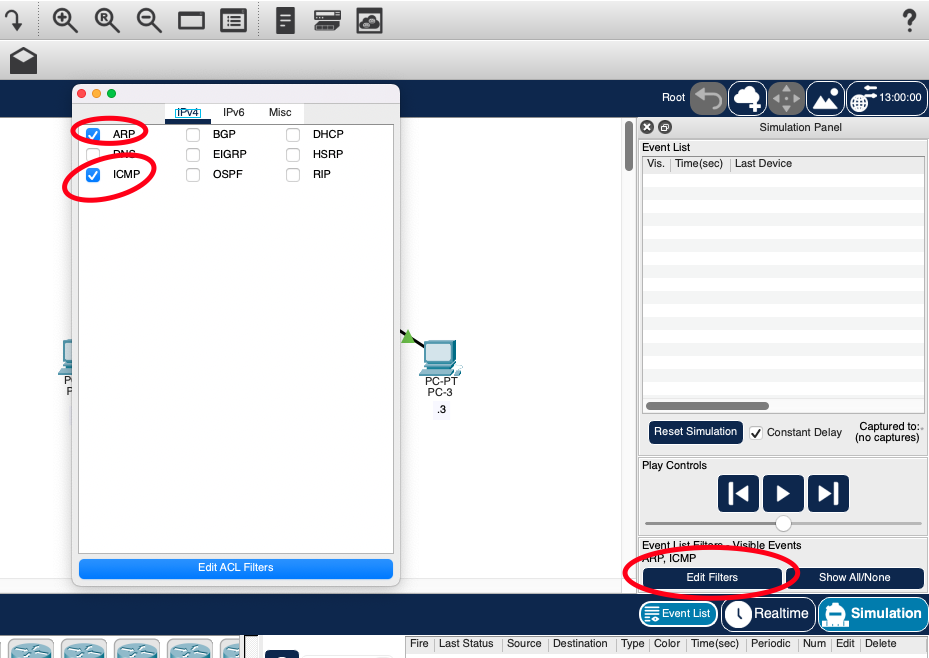 Root
13:00:00
IPv4 IPv6 Misc
ARP BGP DHCP
DNS EIGRP HSRP
ICMP OSPF RIP
Edit ACL Filters
PC-PT
PC-3
.3
Simulation Panel
Event List
Vis. Time(sec) Last Device
Reset Simulation Constant Delay Captured to:
(no captures)
Play Controls
Event List Filters - Visible Events
ARP, ICMP
Edit Filters Show All/None
Event List Realtime Simulation
Fire Last Status Source Destination Type Color Time(sec) Periodic Num Edit Delete